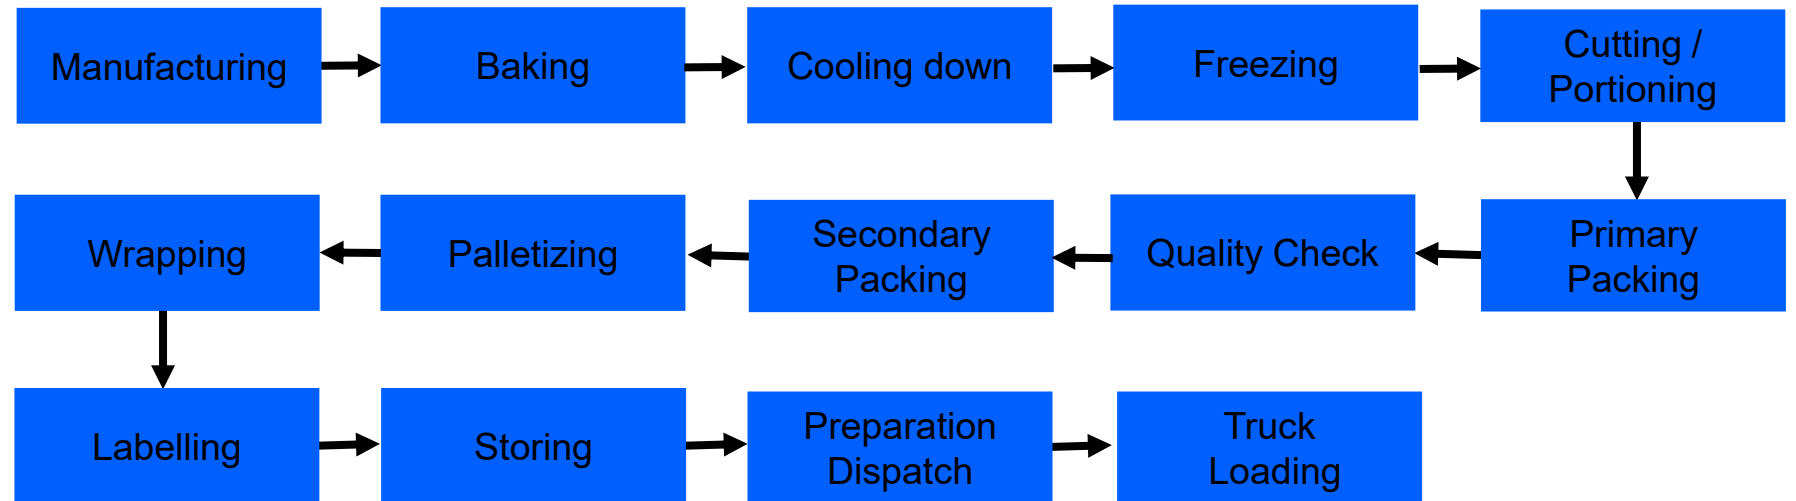 Manufacturing
Baking
Cooling down
Freezing
Cutting /
Portioning
Primary
Packing
Quality Check
Secondary
Packing
Palletizing
Wrapping
Labelling
Storing
Preparation
Dispatch
Truck
Loading